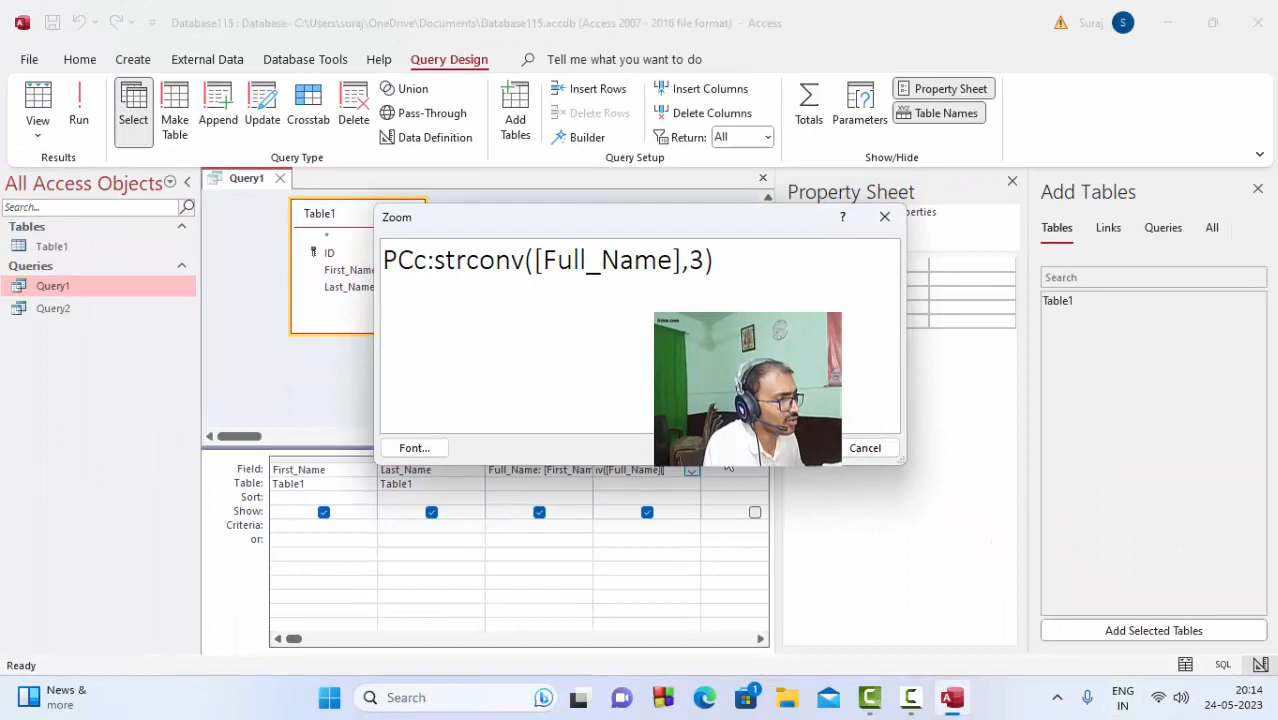 Database115 : Database- C:\Users\suraj\OneDrive\Documents\Database115.accdb (Access 2007 - 2016 file format) - Access
Suraj
S
File
Home
Create
External Data
Database Tools
Help
Query Design
Tell me what you want to do
View
Run
Select
Make Table
Append
Update
Crosstab
Delete
Union
Pass-Through
Data Definition
Add Tables
Insert Rows
Delete Rows
Builder
Insert Columns
Delete Columns
Return: All
Totals
Parameters
Property Sheet
Table Names
Results
Query Type
Query Setup
Show/Hide
All Access Objects
Search...
Tables
Table1
Queries
Query1
Query2
Query1
Table1
*
ID
First_Name
Last_Name
Zoom
?
PCc:strconv([Full_Name],3)
Font...
Cancel
Property Sheet
Add Tables
Tables
Links
Queries
All
Search
Table1
Add Selected Tables
Field:
Table:
Sort:
Show:
Criteria:
or:
First_Name
Last_Name
Full_Name: [First_Nam
iv([Full_Name]
Table1
Table1
Ready
SQL
News &
more
Search
1
ENG
IN
20:14
24-05-2023